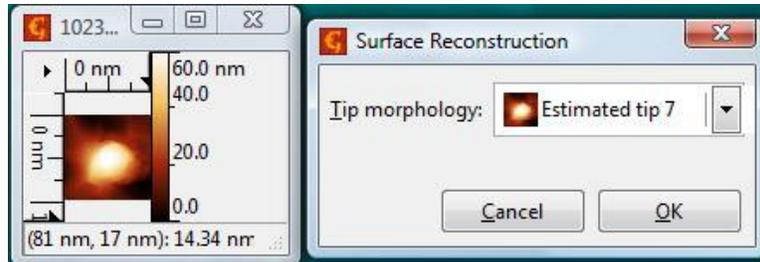 1023...
0 nm
60.0 nm
40.0
20.0
0.0
0 nm
(81 nm, 17 nm): 14.34 nm
Surface Reconstruction
Tip morphology: Estimated tip 7
Cancel OK